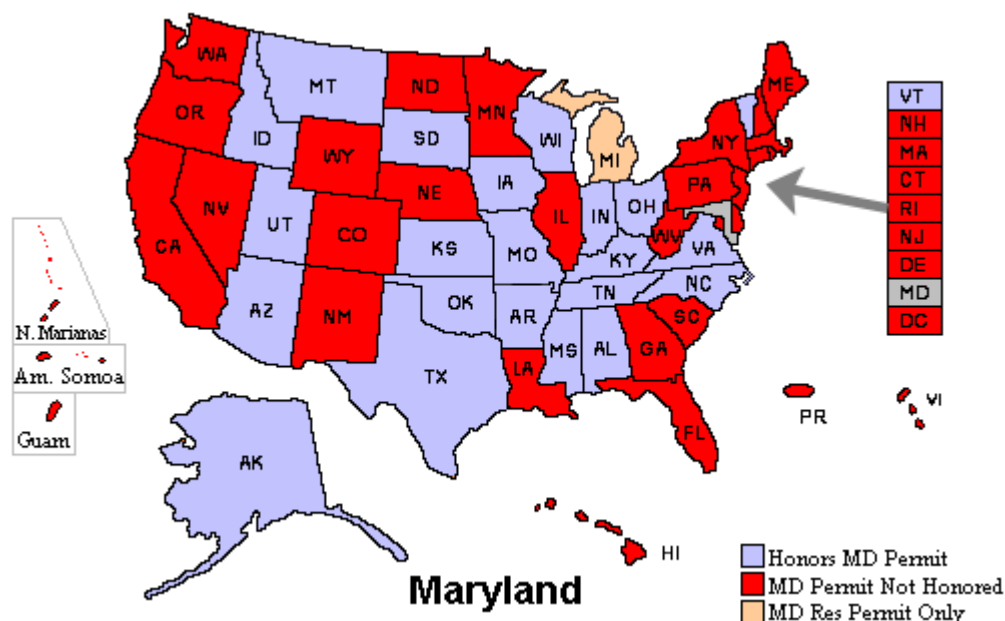 WA
MT
ND
MN
ME
VT
OR
ID
SD
WI
NY
NH
WY
MI
MA
IA
PA
CT
NE
NV
UT
IL
IN
OH
RI
CA
CO
WV
NJ
KS
MO
KY
VA
DE
TN
NC
MD
AZ
NM
OK
AR
SC
DC
N. Marianas
MS
AL
GA
Am. Somoa
TX
LA
PR
VI
Guam
FL
AK
HI
Honors MD Permit
Maryland
MD Permit Not Honored
MD Res Permit Only